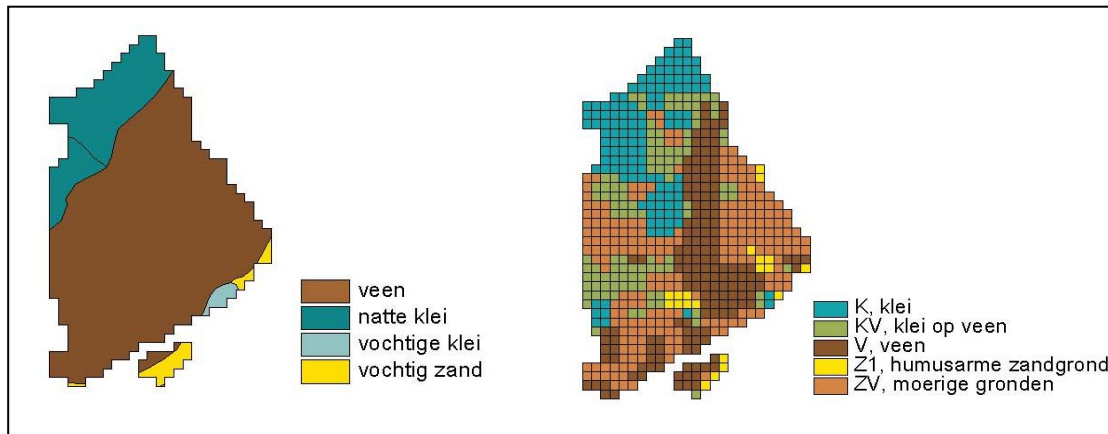 veen
natte klei
vochtige klei
vochtig zand
K, klei
KV, klei op veen
V, veen
Z1, humusarme zandgrond
ZV, moerige gronden